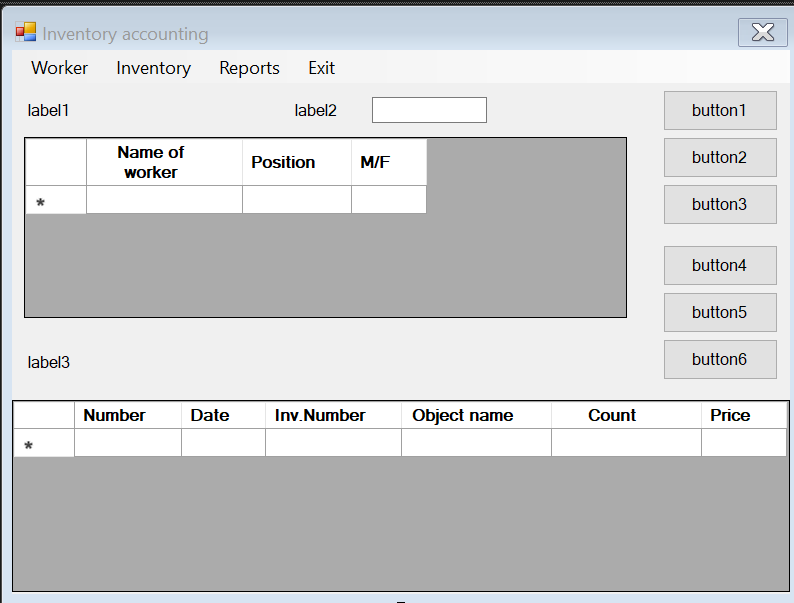 Inventory accounting
Worker Inventory Reports Exit
label1 label2 button1
button2
Name of worker Position M/F
button3
*
button4
button5
label3 button6
Number Date Inv.Number Object name Count Price
*